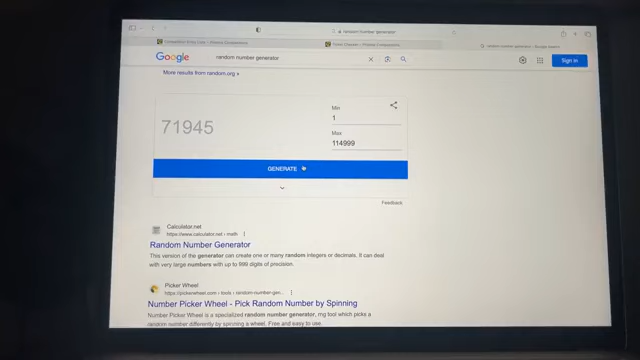 random number generator
Google
random number generator
Sign in
More results from random.org
71945
Min
1
Max
114999
GENERATE
Feedback
Calculator.net
https://www.calculator.net › math
Random Number Generator
This version of the generator can create one or many random integers or decimals. It can deal
with very large numbers with up to 999 digits of precision.
Picker Wheel
https://pickerwheel.com › tools › random-number-gen...
Number Picker Wheel - Pick Random Number by Spinning
Number Picker Wheel is a specialized random number generator, rng tool which picks a
random number differently by spinning a wheel. Free and easy to use.